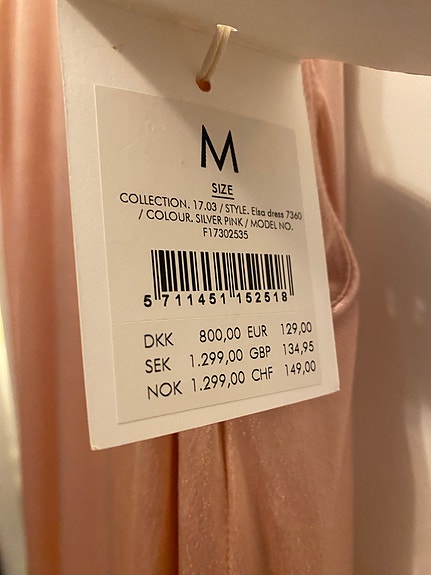 M
SIZE
COLLECTION. 17.03 / STYLE. Elsa dress 7360
/ COLOUR. SILVER PINK / MODEL NO.
F17302535
5 711451 152518
DKK 800,00 EUR 129,00
SEK 1.299,00 GBP 134,95
NOK 1.299,00 CHF 149,00